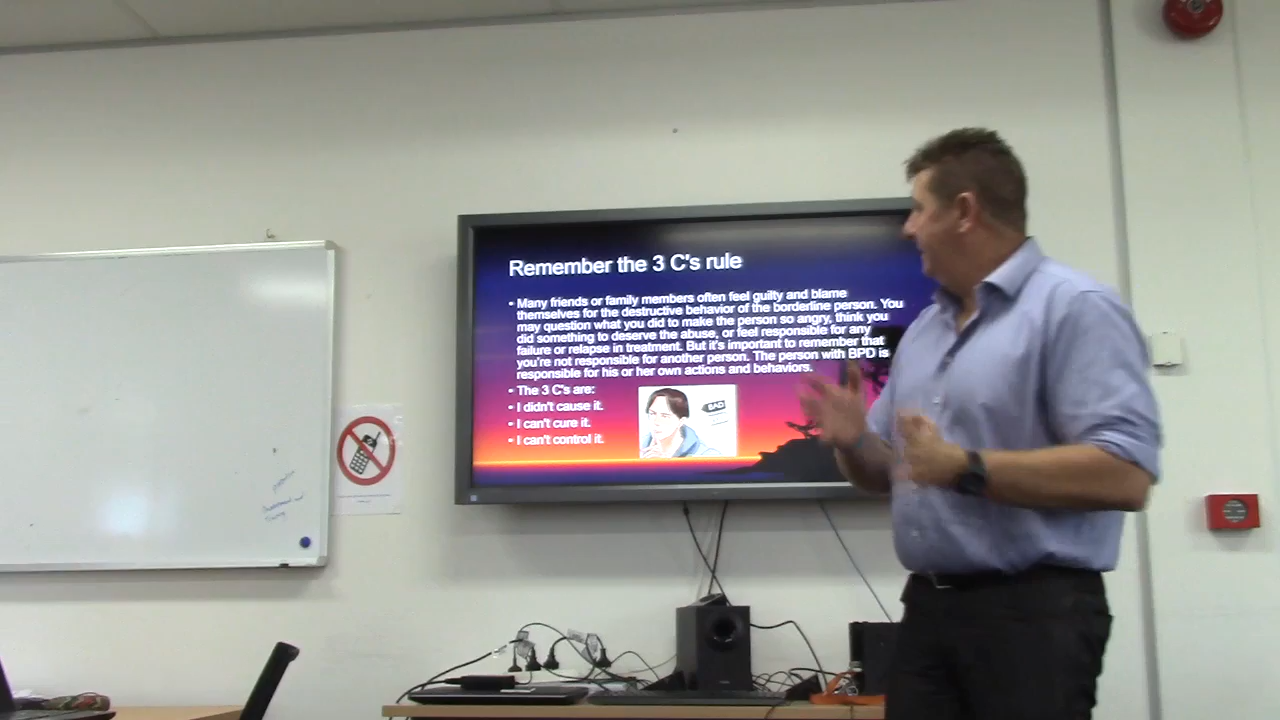 Remember the 3 C's rule
• Many friends or family members often feel guilty and blame
themselves for the destructive behavior of the borderline person. You
may question what you did to make the person so angry, think you
did something to deserve the abuse, or feel responsible for any
failure or relapse in treatment. But it's important to remember that
you're not responsible for another person. The person with BPD is
responsible for his or her own actions and behaviors.
• The 3 C's are:
• I didn't cause it.
• I can't cure it.
• I can't control it.
BAD